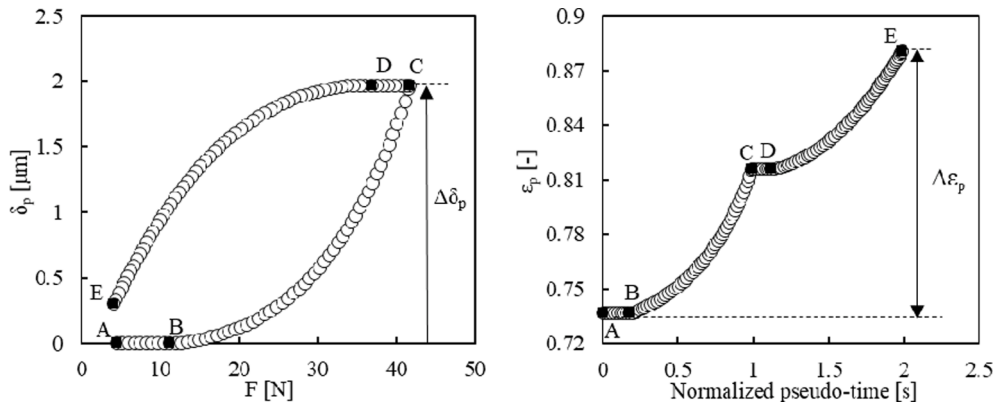 2.5
2
1.5
1
0.5
0
δp [μm]
D
C
Δδp
E
A
B
0
10
20
30
40
50
F [N]
0.9
0.87
0.84
0.81
0.78
0.75
0.72
εp [-]
E
C D
Λεp
B
A
0
0.5
1
1.5
2
2.5
Normalized pseudo-time [s]